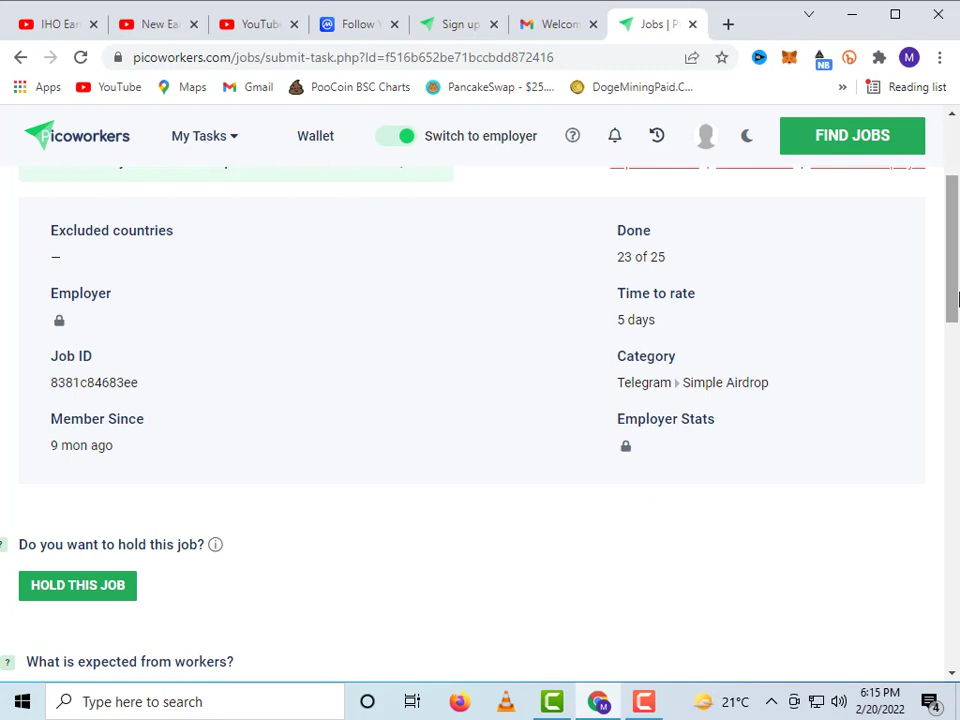 IHO Ear
New Ear
YouTube
Follow
Sign up
Welcom
Jobs | P
picoworkers.com/jobs/submit-task.php?Id=f516b652be71bccbdd872416
M
NB
Apps
YouTube
Maps
Gmail
PooCoin BSC Charts
PancakeSwap - $25....
DogeMiningPaid.C...
»
Reading list
Picoworkers
My Tasks
Wallet
Switch to employer
FIND JOBS
Excluded countries
—
Done
23 of 25
Employer
Time to rate
5 days
Job ID
8381c84683ee
Category
Telegram Simple Airdrop
Member Since
9 mon ago
Employer Stats
? Do you want to hold this job? i
HOLD THIS JOB
? What is expected from workers?
Type here to search
M
21°C
6:15 PM
2/20/2022
4